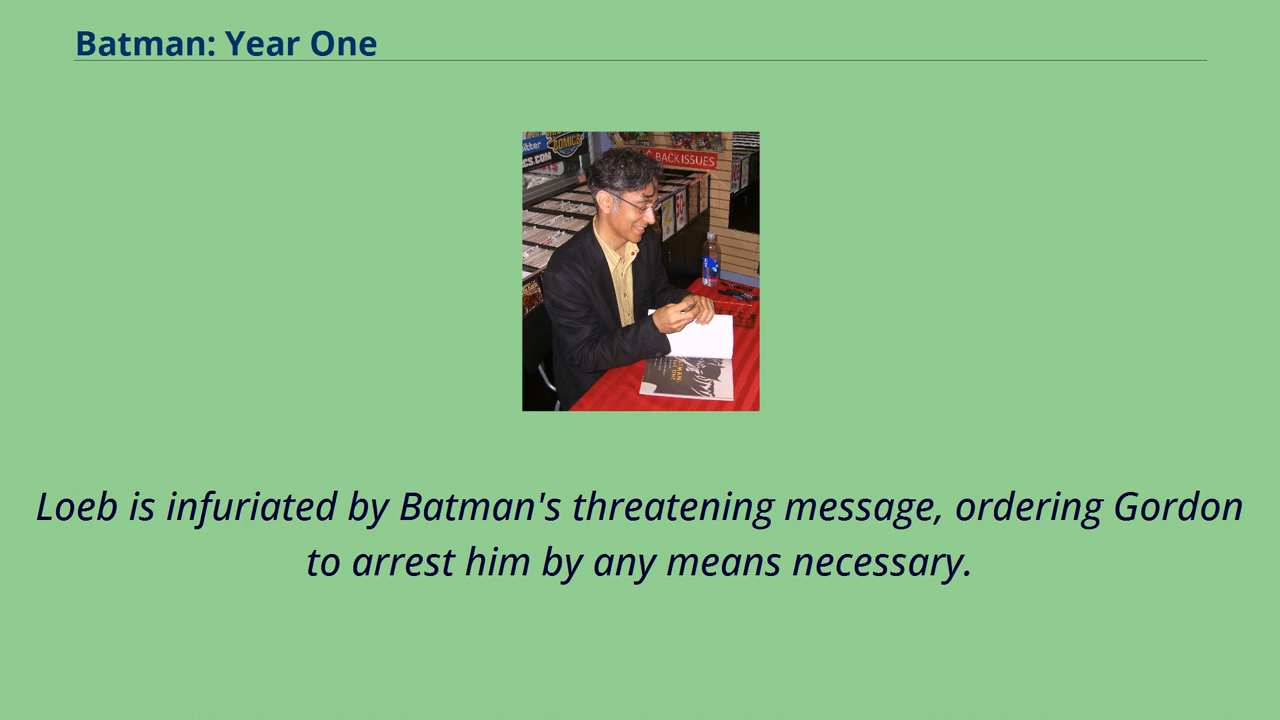 Batman: Year One
BACK ISSUES
COMICS
Loeb is infuriated by Batman's threatening message, ordering Gordon
to arrest him by any means necessary.